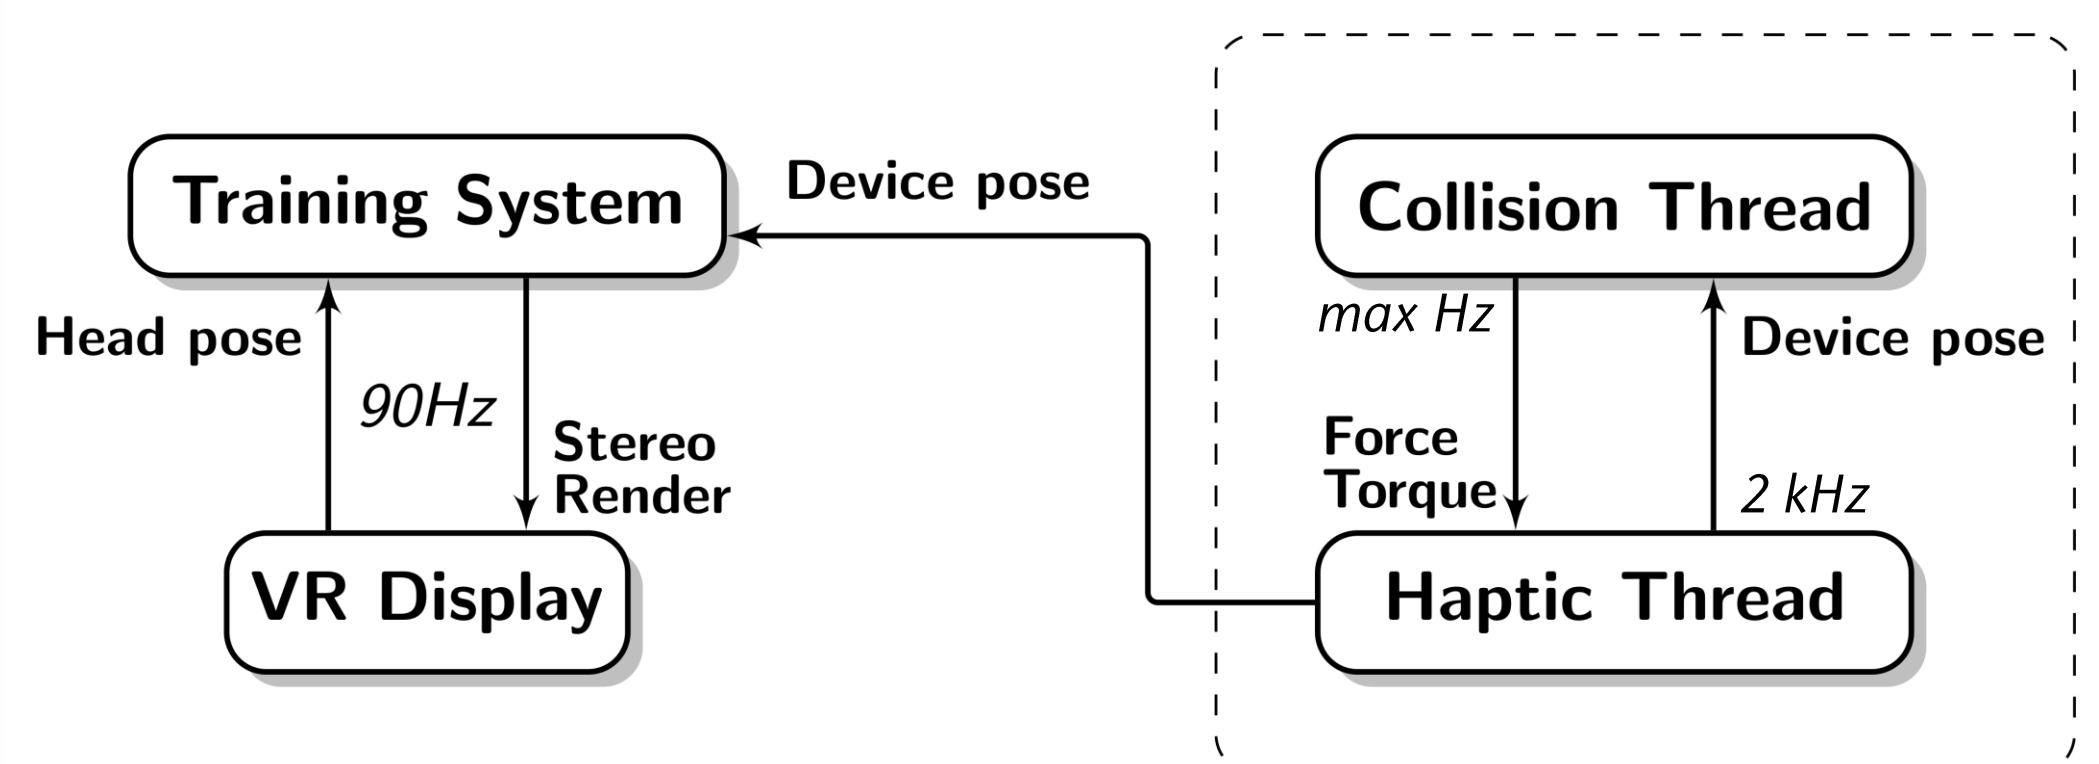 Training System
Device pose
Collision Thread
Head pose
90Hz
Stereo
Render
max Hz
Device pose
Force
Torque
2 kHz
VR Display
Haptic Thread